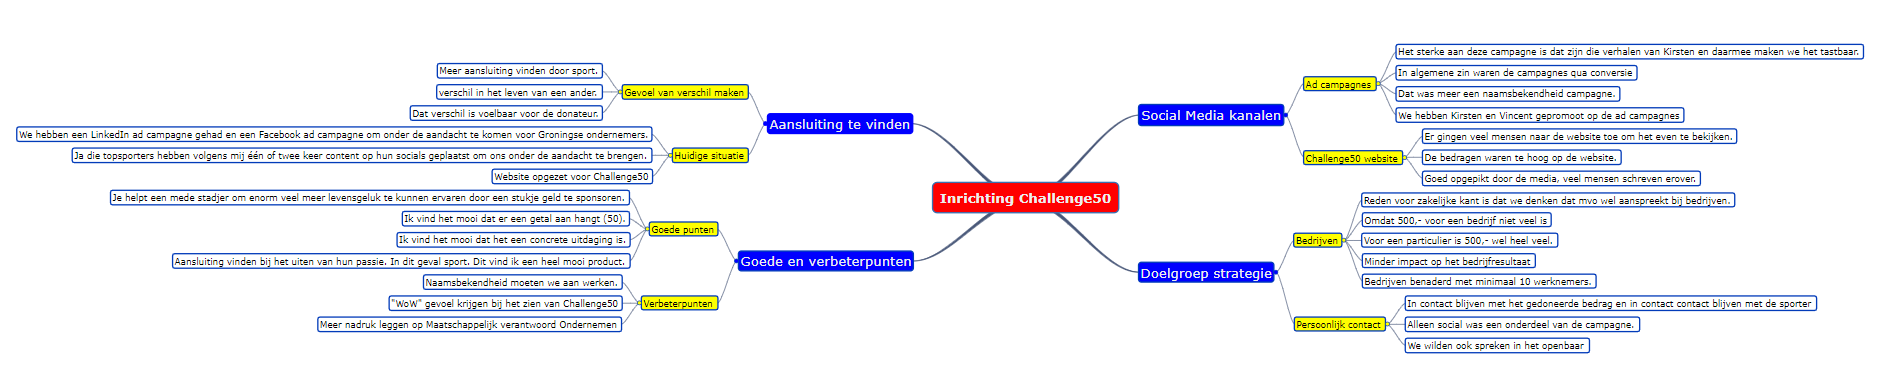 Inrichting Challenge50
Aansluiting te vinden
Gevoel van verschil maken
Meer aansluiting vinden door sport.
verschil in het leven van een ander.
Dat verschil is voelbaar voor de donateur.
Huidige situatie
We hebben een LinkedIn ad campagne gehad en een Facebook ad campagne om onder de aandacht te komen voor Groningse ondernemers.
Ja die topsporters hebben volgens mij één of twee keer content op hun socials geplaatst om ons onder de aandacht te brengen.
Website opgezet voor Challenge50
Goede en verbeterpunten
Goede punten
Je helpt een mede stadjer om enorm veel meer levensgeluk te kunnen ervaren door een stukje geld te sponsoren.
Ik vind het mooi dat er een getal aan hangt (50).
Ik vind het mooi dat het een concrete uitdaging is.
Aansluiting vinden bij het uiten van hun passie. In dit geval sport. Dit vind ik een heel mooi product.
Verbeterpunten
Naamsbekendheid moeten we aan werken.
"WoW" gevoel krijgen bij het zien van Challenge50
Meer nadruk leggen op Maatschappelijk verantwoord Ondernemen
Social Media kanalen
Ad campagnes
Het sterke aan deze campagne is dat zijn die verhalen van Kirsten en daarmee maken we het tastbaar.
In algemene zin waren de campagnes qua conversie
Dat was meer een naamsbekendheid campagne.
We hebben Kirsten en Vincent gepromoot op de ad campagnes
Challenge50 website
Er gingen veel mensen naar de website toe om het even te bekijken.
De bedragen waren te hoog op de website.
Goed opgepikt door de media, veel mensen schreven erover.
Doelgroep strategie
Bedrijven
Reden voor zakelijke kant is dat we denken dat mvo wel aanspreekt bij bedrijven.
Omdat 500,- voor een bedrijf niet veel is
Voor een particulier is 500,- wel heel veel.
Minder impact op het bedrijfresultaat
Bedrijven benaderd met minimaal 10 werknemers.
Persoonlijk contact
In contact blijven met het gedoneerde bedrag en in contact contact blijven met de sporter
Alleen social was een onderdeel van de campagne.
We wilden ook spreken in het openbaar